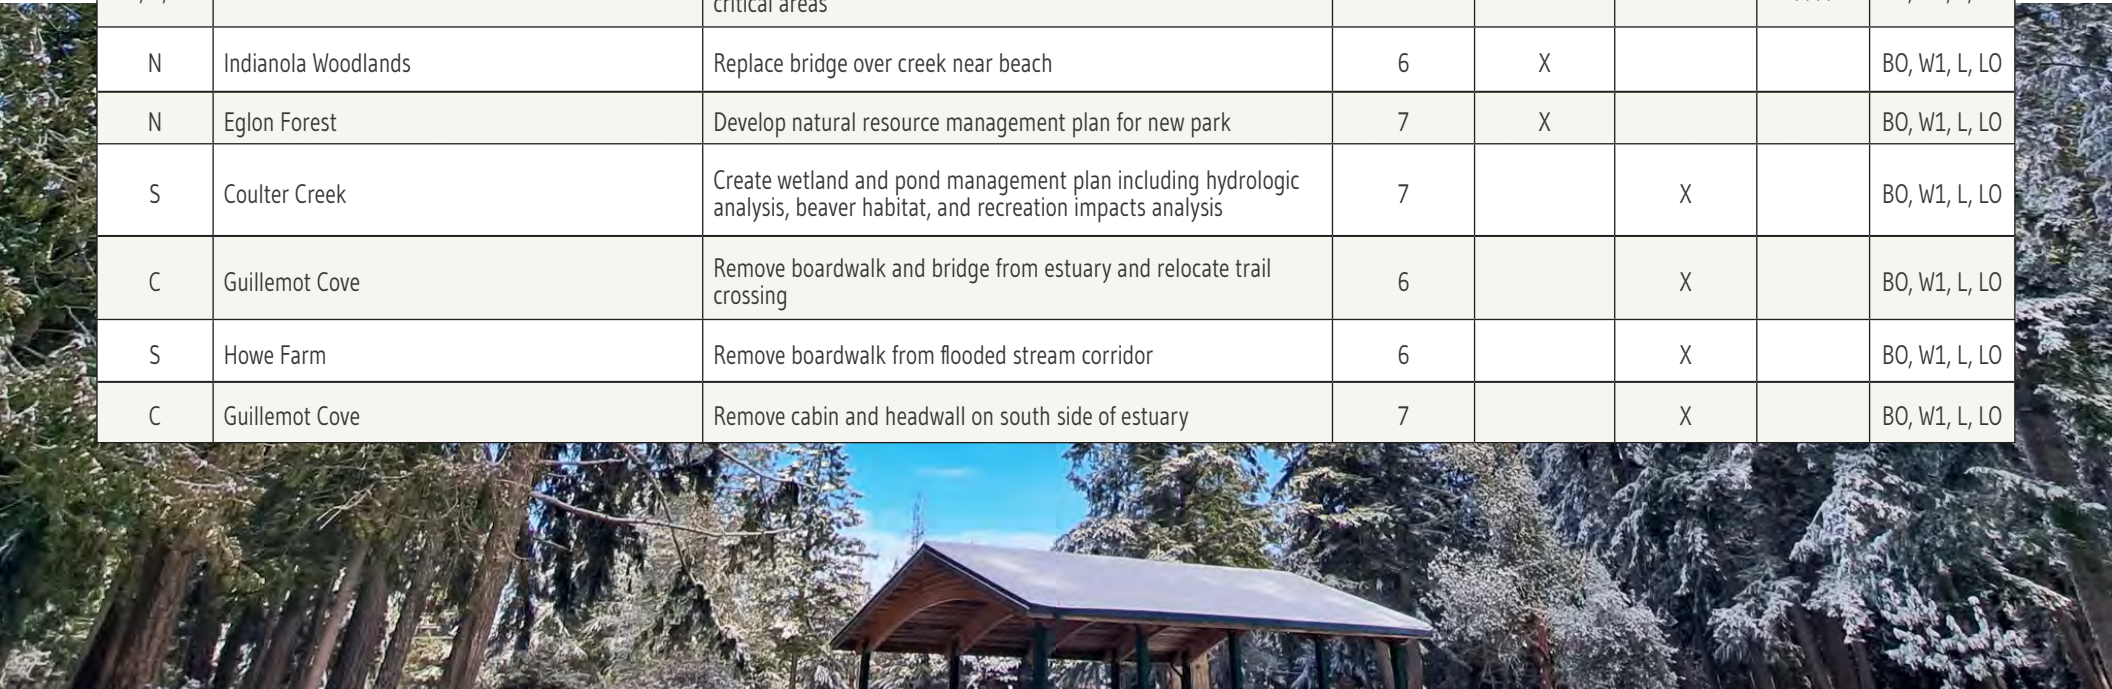 critical areas
N Indianola Woodlands Replace bridge over creek near beach 6 X BO, W1, L, LO
N Eglon Forest Develop natural resource management plan for new park 7 X BO, W1, L, LO
S Coulter Creek Create wetland and pond management plan including hydrologic
analysis, beaver habitat, and recreation impacts analysis 7 X BO, W1, L, LO
C Guillemot Cove Remove boardwalk and bridge from estuary and relocate trail
crossing 6 X BO, W1, L, LO
S Howe Farm Remove boardwalk from flooded stream corridor 6 X BO, W1, L, LO
C Guillemot Cove Remove cabin and headwall on south side of estuary 7 X BO, W1, L, LO